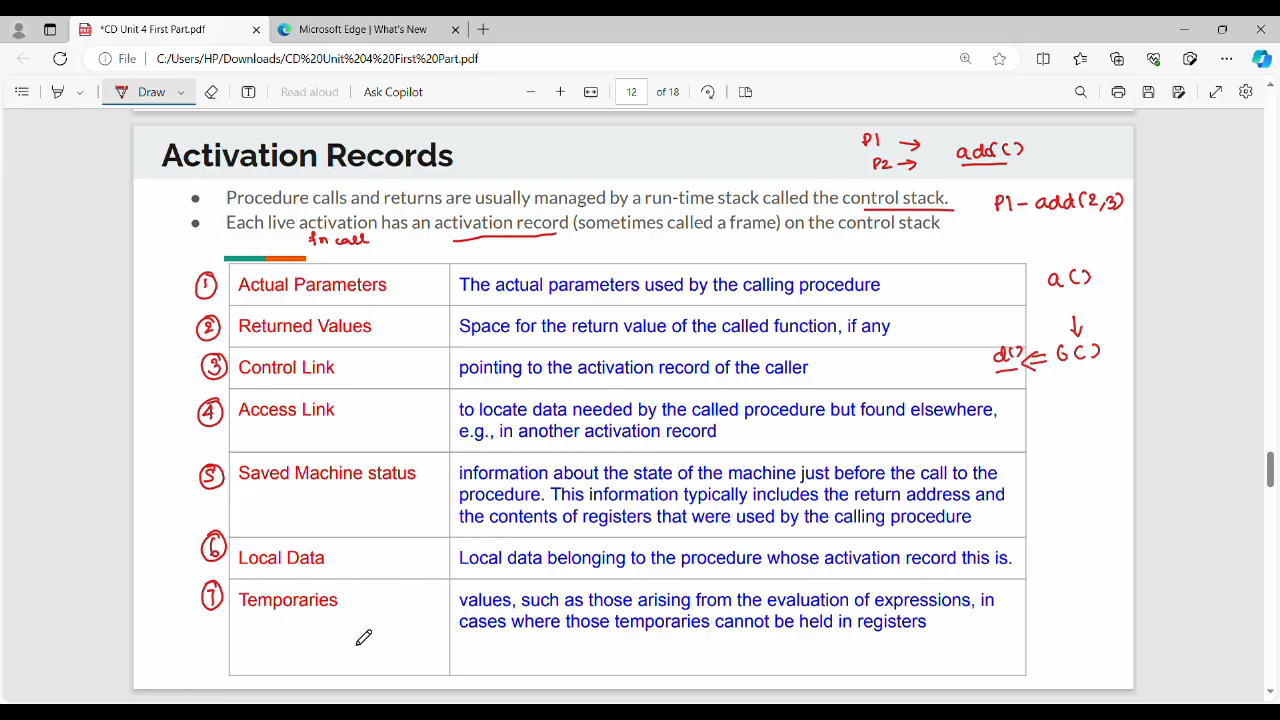 *CD Unit 4 First Part.pdf
Microsoft Edge | What's New
File
C:/Users/HP/Downloads/CD%20Unit%204%20First%20Part.pdf
Draw
Read aloud
Ask Copilot
12
of 18
Activation Records
P1 →
P2 →
add()
• Procedure calls and returns are usually managed by a run-time stack called the control stack.
P1 - add(2,3)
• Each live activation has an activation record (sometimes called a frame) on the control stack
fn call
1 Actual Parameters The actual parameters used by the calling procedure
a()
2 Returned Values Space for the return value of the called function, if any
3 Control Link pointing to the activation record of the caller
d()
b()
4 Access Link to locate data needed by the called procedure but found elsewhere,
e.g., in another activation record
5 Saved Machine status information about the state of the machine just before the call to the
procedure. This information typically includes the return address and
the contents of registers that were used by the calling procedure
6 Local Data Local data belonging to the procedure whose activation record this is.
7 Temporaries values, such as those arising from the evaluation of expressions, in
cases where those temporaries cannot be held in registers